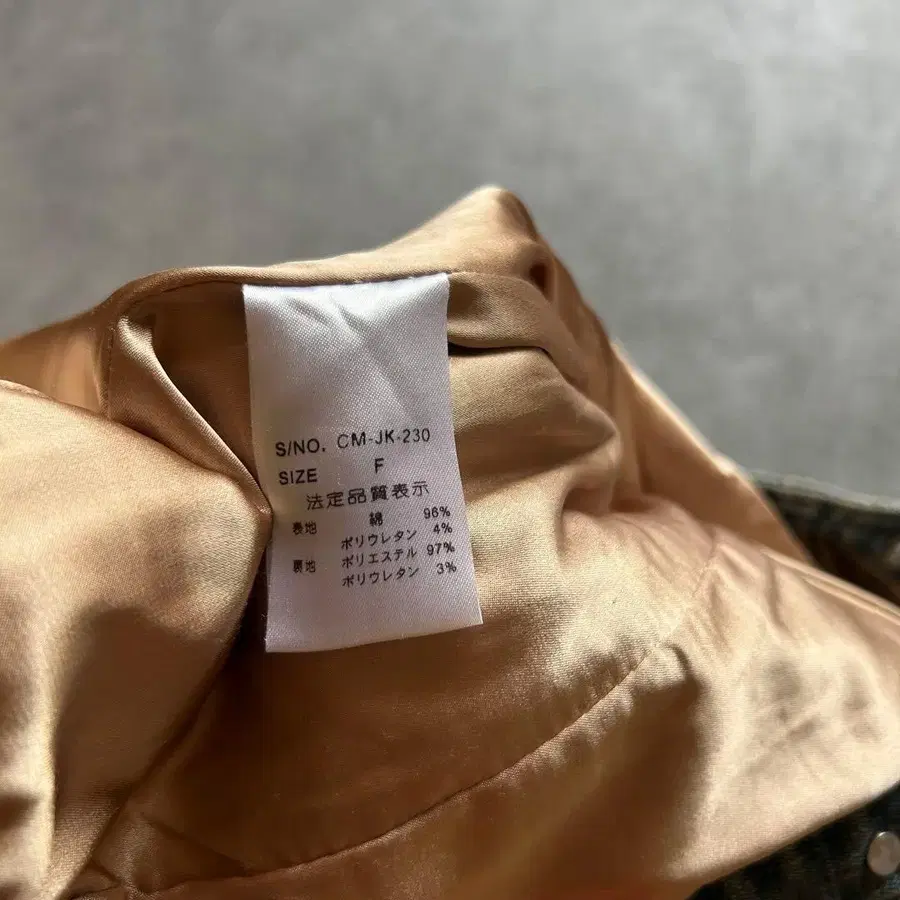 S/NO. CM-JK-230
SIZE F
法定品質表示
表地 綿 96%
ポリウレタン 4%
裏地 ポリエステル 97%
ポリウレタン 3%